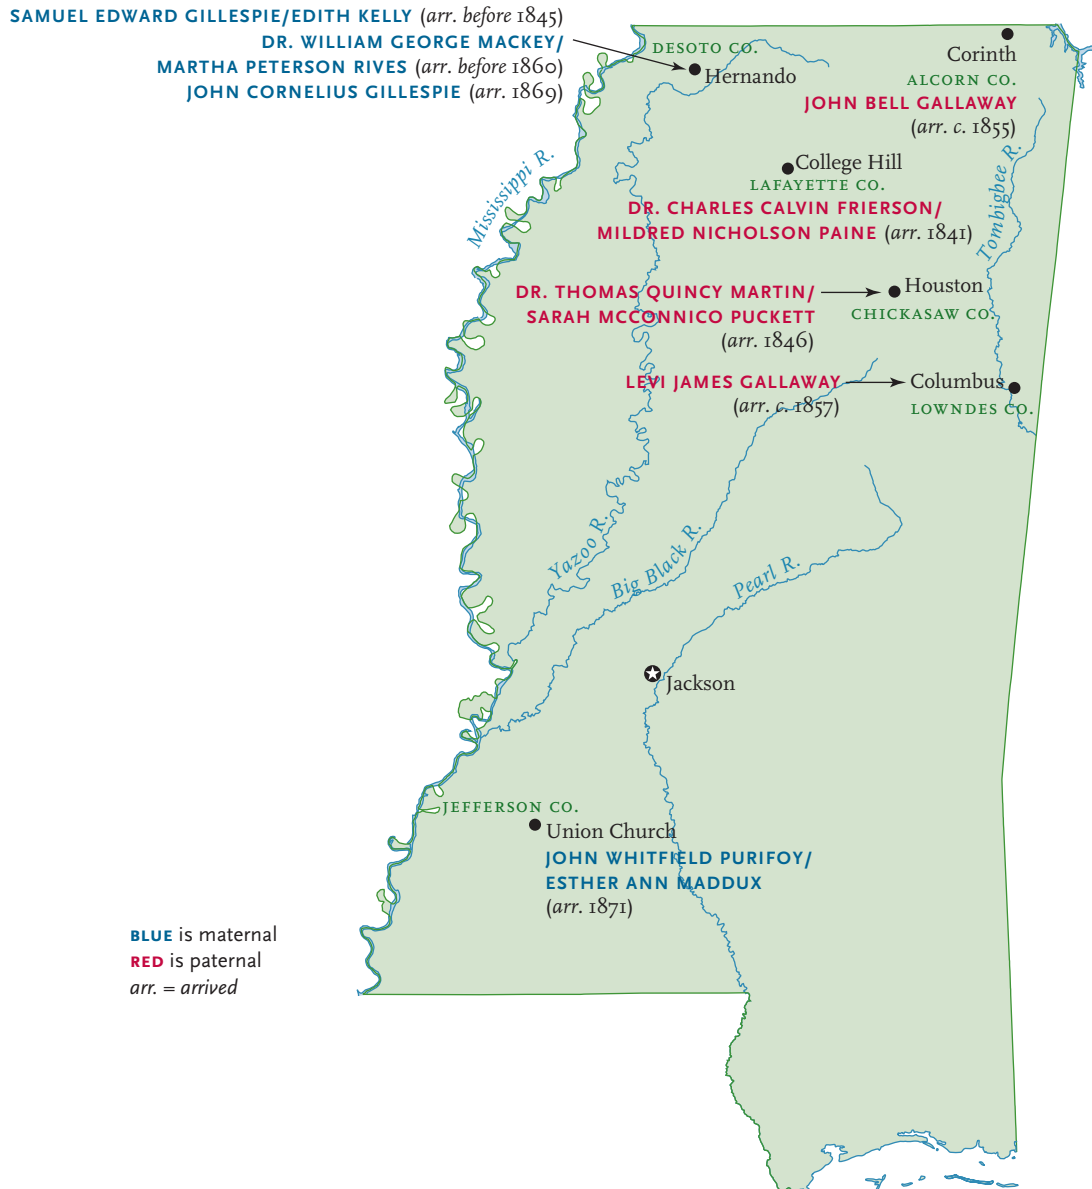 SAMUEL EDWARD GILLESPIE/EDITH KELLY (arr. before 1845)
DR. WILLIAM GEORGE MACKEY/
MARTHA PETERSON RIVES (arr. before 1860)
JOHN CORNELIUS GILLESPIE (arr. 1869)
DESOTO CO.
Hernando
Corinth
ALCORN CO.
JOHN BELL GALLAWAY
(arr. c. 1855)
Mississippi R.
Tombigbee R.
College Hill
LAFAYETTE CO.
DR. CHARLES CALVIN FRIERSON/
MILDRED NICHOLSON PAINE (arr. 1841)
DR. THOMAS QUINCY MARTIN/
SARAH MCCONNICO PUCKETT
(arr. 1846)
Houston
CHICKASAW CO.
LEVI JAMES GALLAWAY
(arr. c. 1857)
Columbus
LOWNDES CO.
Yazoo R.
Big Black R.
Pearl R.
Jackson
JEFFERSON CO.
Union Church
JOHN WHITFIELD PURIFOY/
ESTHER ANN MADDUX
(arr. 1871)
BLUE is maternal
RED is paternal
arr. = arrived